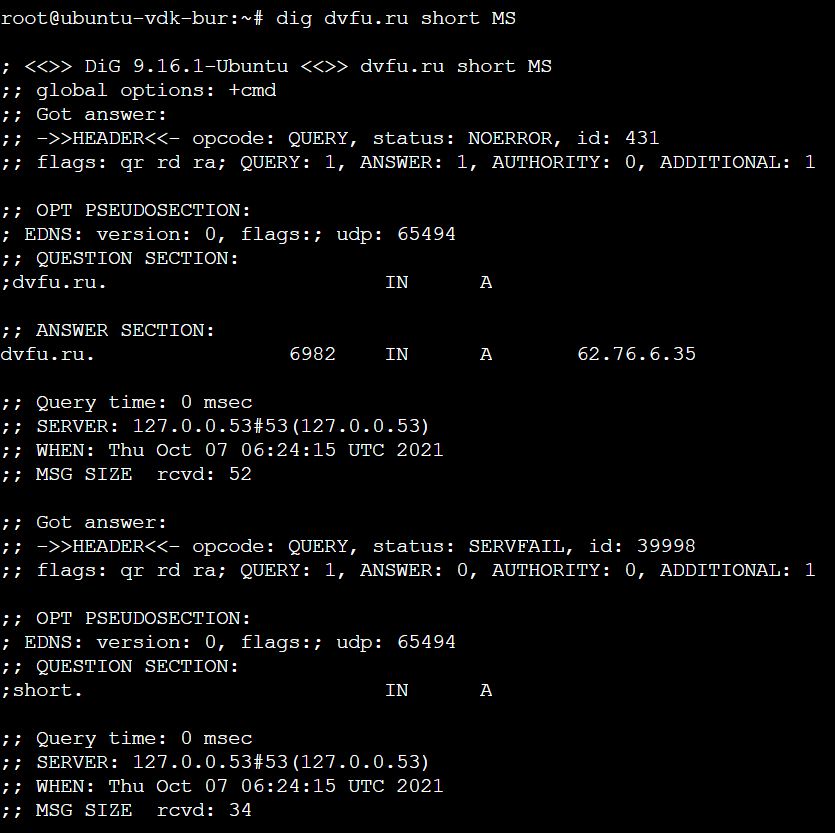 root@ubuntu-vdk-bur:~# dig dvfu.ru short MS
; <<>> DiG 9.16.1-Ubuntu <<>> dvfu.ru short MS
;; global options: +cmd
;; Got answer:
;; ->>HEADER<<- opcode: QUERY, status: NOERROR, id: 431
;; flags: qr rd ra; QUERY: 1, ANSWER: 1, AUTHORITY: 0, ADDITIONAL: 1
;; OPT PSEUDOSECTION:
; EDNS: version: 0, flags:; udp: 65494
;; QUESTION SECTION:
;dvfu.ru. IN A
;; ANSWER SECTION:
dvfu.ru. 6982 IN A 62.76.6.35
;; Query time: 0 msec
;; SERVER: 127.0.0.53#53(127.0.0.53)
;; WHEN: Thu Oct 07 06:24:15 UTC 2021
;; MSG SIZE rcvd: 52
;; Got answer:
;; ->>HEADER<<- opcode: QUERY, status: SERVFAIL, id: 39998
;; flags: qr rd ra; QUERY: 1, ANSWER: 0, AUTHORITY: 0, ADDITIONAL: 1
;; OPT PSEUDOSECTION:
; EDNS: version: 0, flags:; udp: 65494
;; QUESTION SECTION:
;short. IN A
;; Query time: 0 msec
;; SERVER: 127.0.0.53#53(127.0.0.53)
;; WHEN: Thu Oct 07 06:24:15 UTC 2021
;; MSG SIZE rcvd: 34